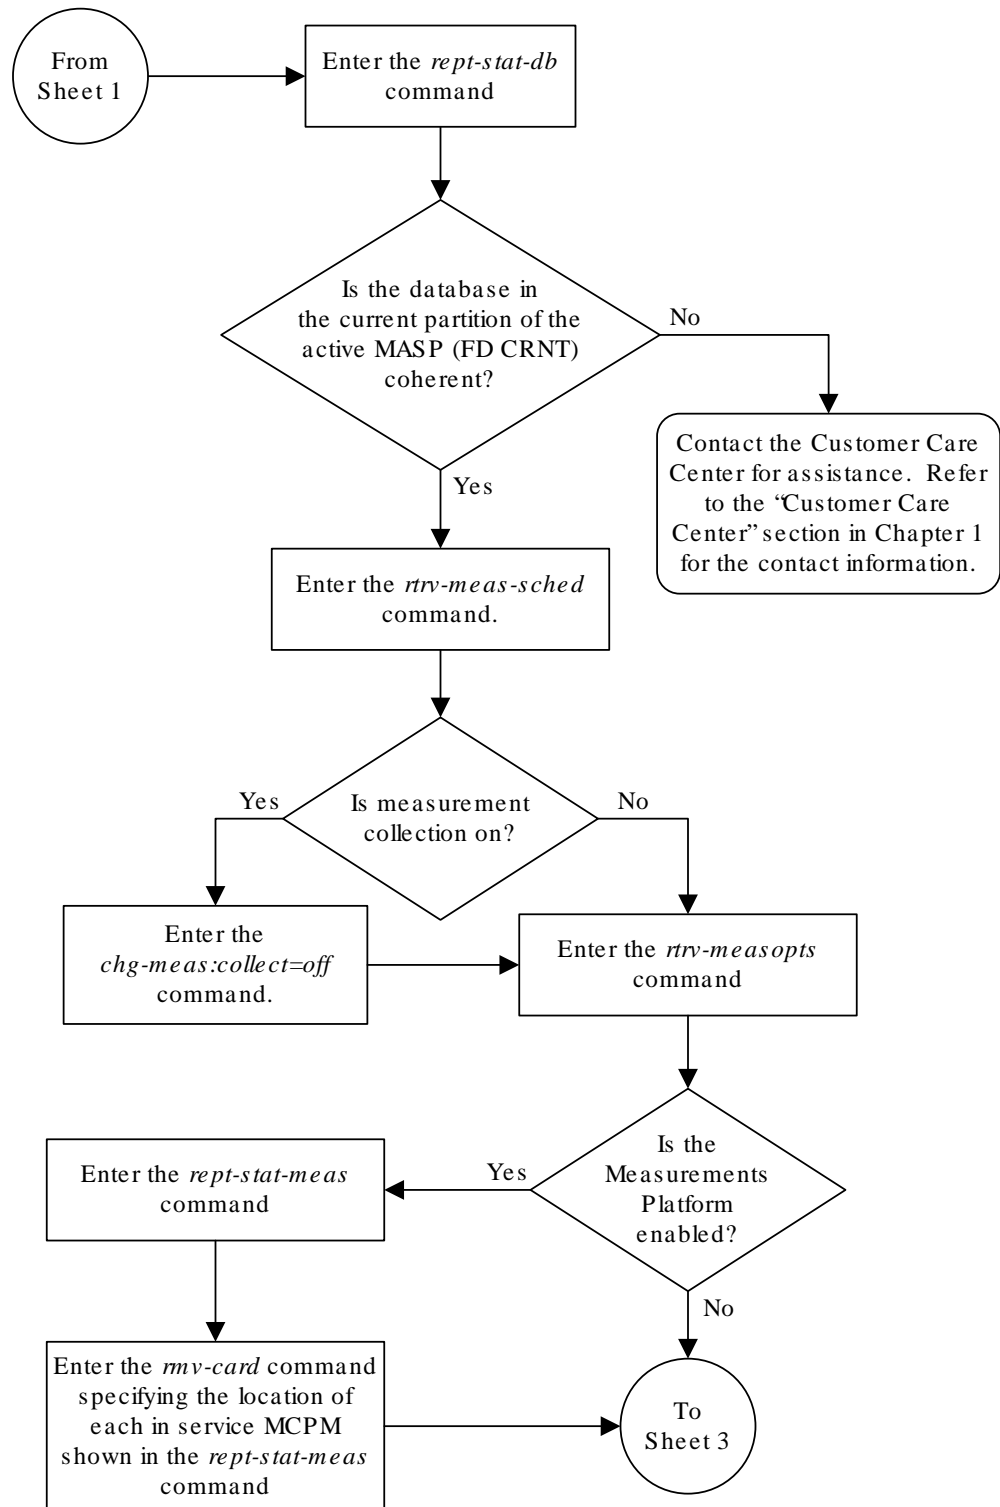 From
Sheet 1
Enter the rept-stat-db
command
Is the database in
the current partition of the
active MASP (FD CRNT)
coherent?
No
Yes
Contact the Customer Care
Center for assistance. Refer
to the “Customer Care
Center” section in Chapter 1
for the contact information.
Enter the rtrv-meas-sched
command.
Is measurement
collection on?
Yes
No
Enter the
chg-meas:collect=off
command.
Enter the rtrv-measopts
command
Is the
Measurements
Platform
enabled?
Yes
No
Enter the rept-stat-meas
command
Enter the rmv-card command
specifying the location of
each in service MCPM
shown in the rept-stat-meas
command
To
Sheet 3